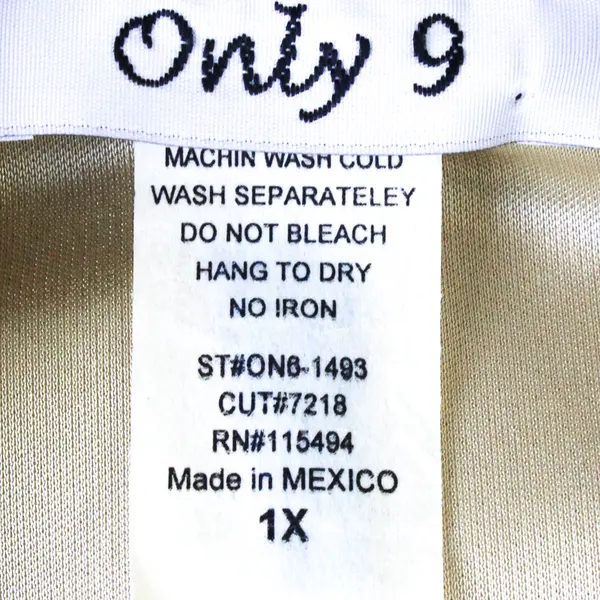 Only 9
MACHIN WASH COLD
WASH SEPARATELEY
DO NOT BLEACH
HANG TO DRY
NO IRON
ST#ON6-1493
CUT#7218
RN#115494
Made in MEXICO
1X